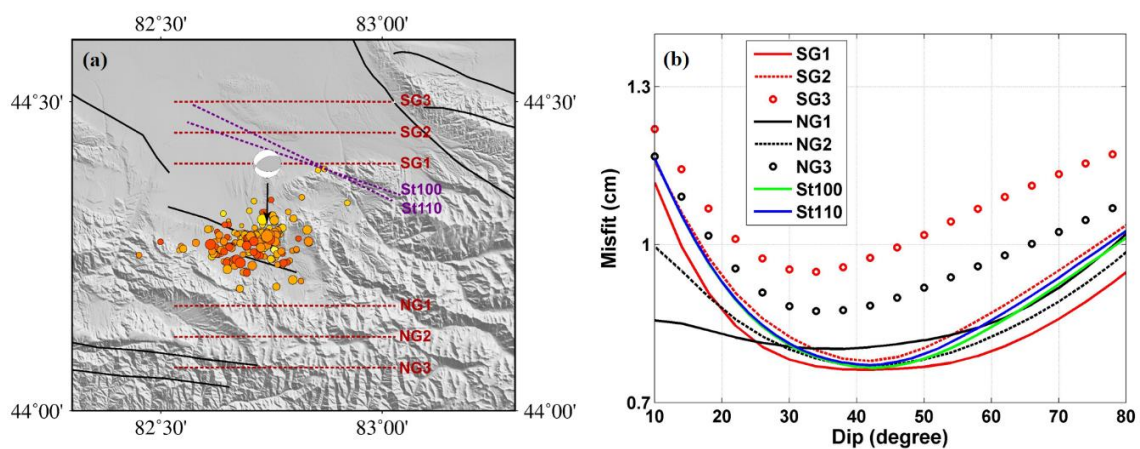 82°30'
83°00'
(a)
44°30'
44°30'
SG3
SG2
SG1
St100
St110
NG1
NG2
NG3
44°00'
44°00'
82°30'
83°00'
(b)
SG1
SG2
SG3
NG1
NG2
NG3
St100
St110
1.3
1
0.7
Misfit (cm)
10
20
30
40
50
60
70
80
Dip (degree)